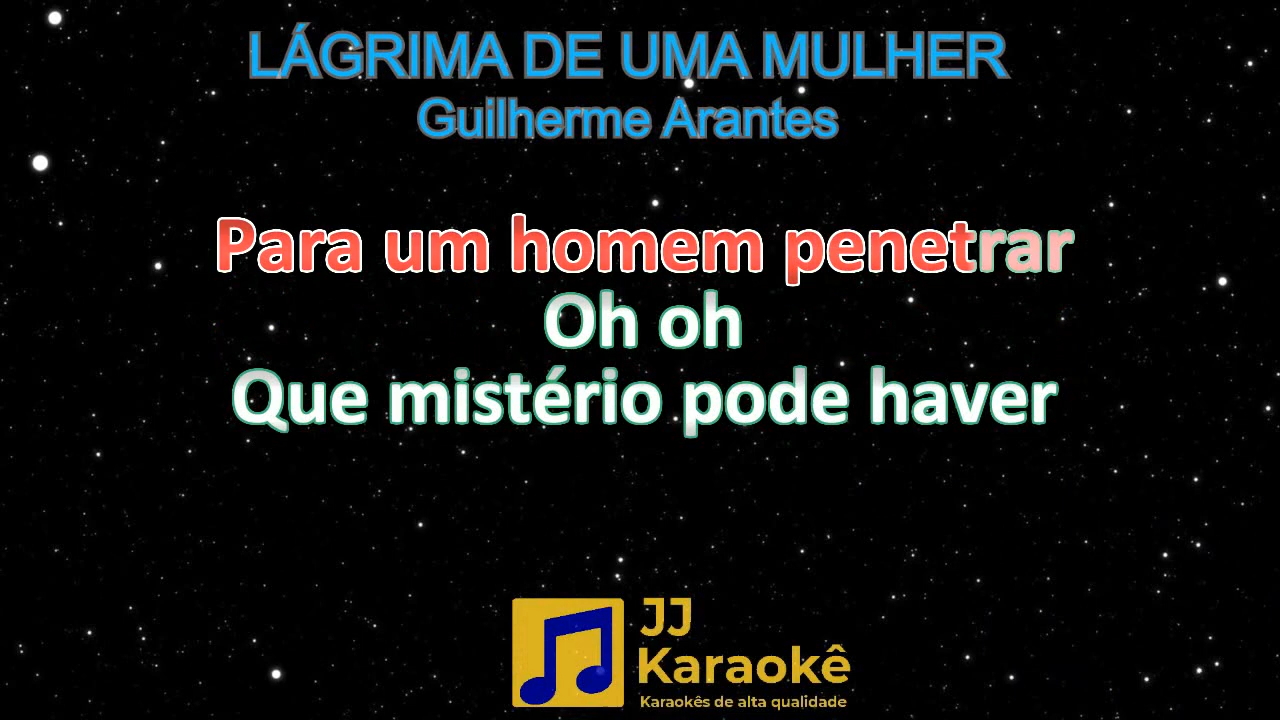 LÁGRIMA DE UMA MULHER
Guilherme Arantes
Para um homem penetrar
Oh oh
Que mistério pode haver
JJ
Karaokê
Karaokês de alta qualidade